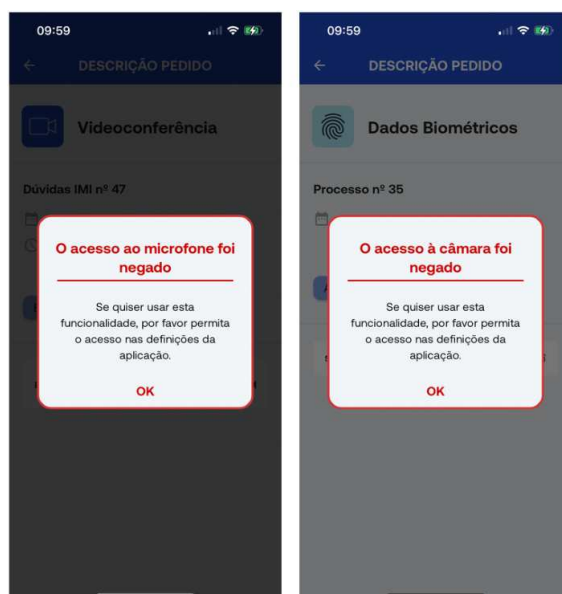 09:59
DESCRIÇÃO PEDIDO
Videoconferência
Dúvidas IMI nº 47
O acesso ao microfone foi
negado
Se quiser usar esta
funcionalidade, por favor permita
o acesso nas definições da
aplicação.
OK
09:59
DESCRIÇÃO PEDIDO
Dados Biométricos
Processo nº 35
O acesso à câmara foi
negado
Se quiser usar esta
funcionalidade, por favor permita
o acesso nas definições da
aplicação.
OK